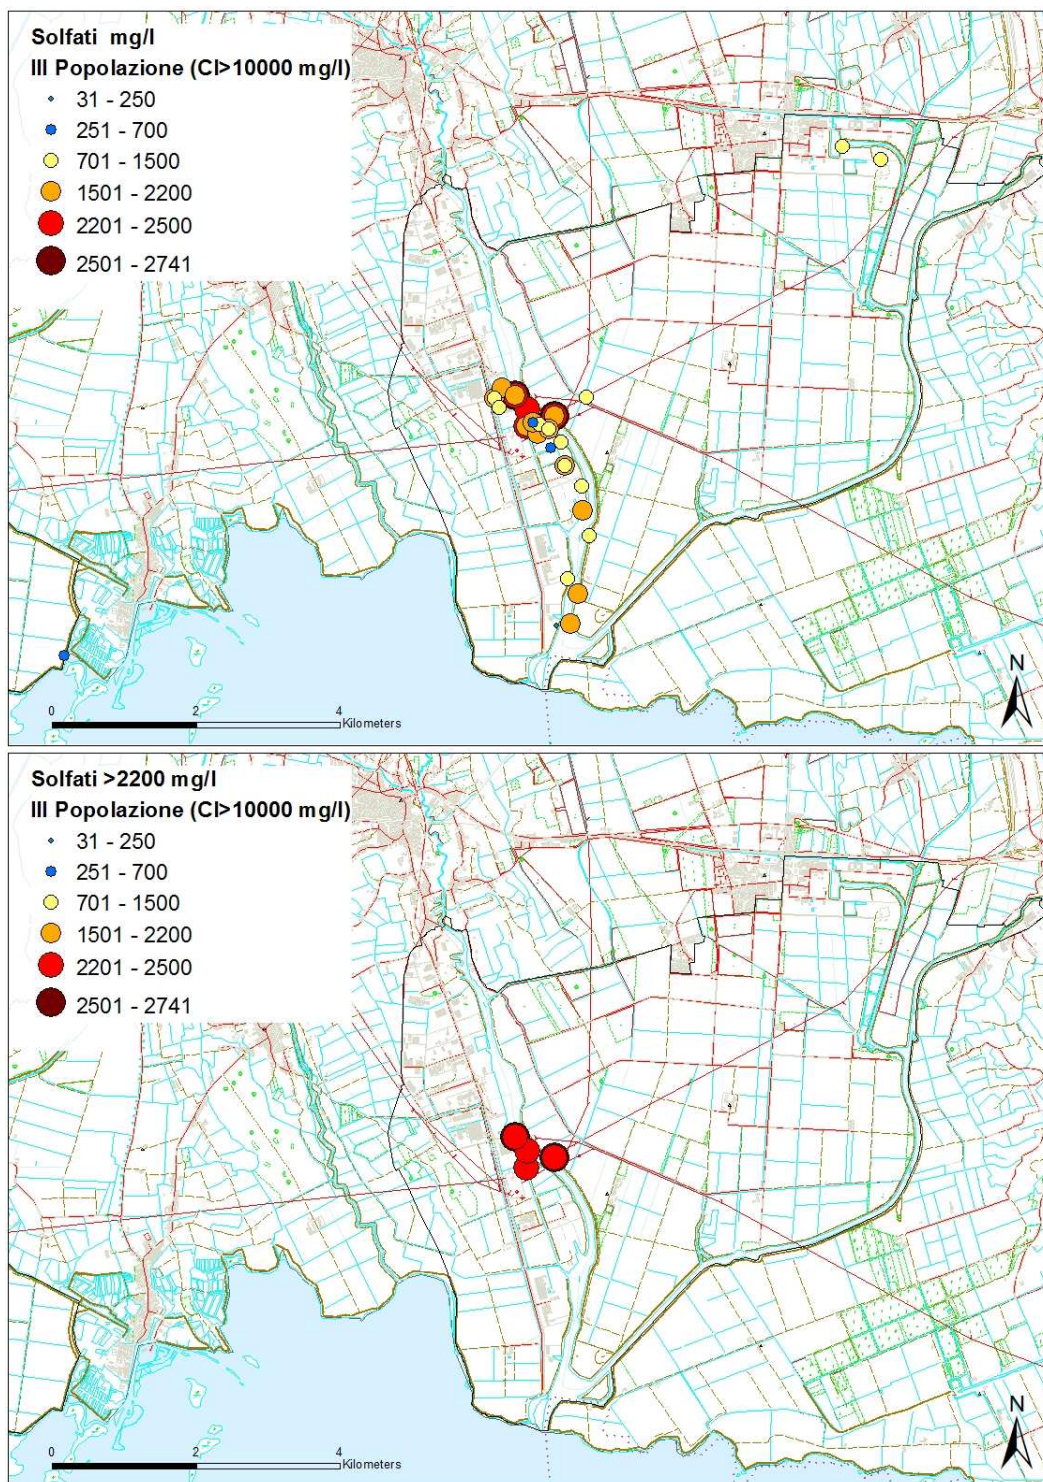 Solfati mg/l
III Popolazione (Cl>10000 mg/l)
31 - 250
251 - 700
701 - 1500
1501 - 2200
2201 - 2500
2501 - 2741
N
0 2 4
Kilometers
Solfati >2200 mg/l
III Popolazione (Cl>10000 mg/l)
31 - 250
251 - 700
701 - 1500
1501 - 2200
2201 - 2500
2501 - 2741
N
0 2 4
Kilometers